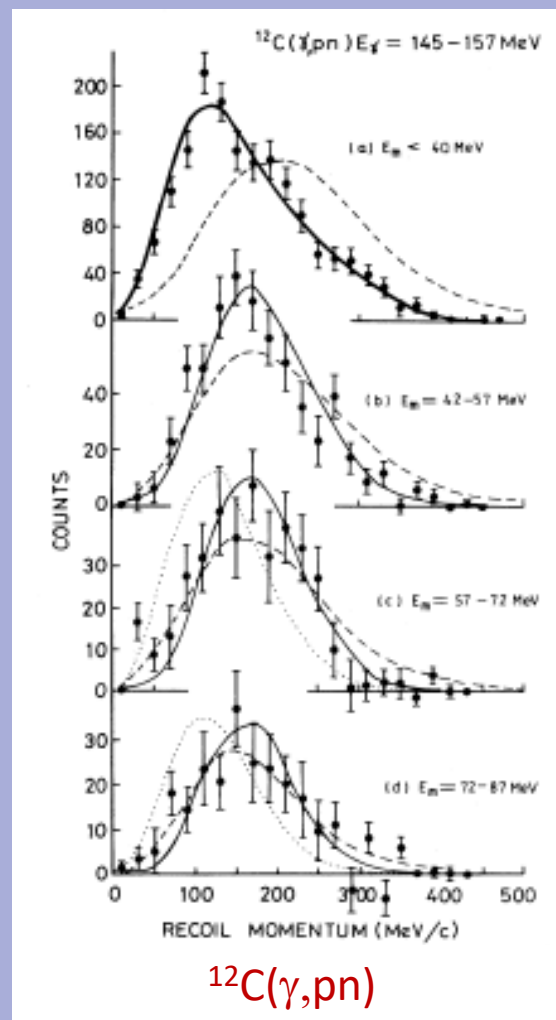 ¹²C(γ,pn)Eγ = 145–157 MeV
200
160
120
80
40
0
(a) Eₘ < 40 MeV
40
20
0
(b) Eₘ = 42–57 MeV
COUNTS
30
20
10
0
(c) Eₘ = 57–72 MeV
30
20
10
0
(d) Eₘ = 72–87 MeV
0 100 200 300 400 500
RECOIL MOMENTUM (MeV/c)
¹²C(γ,pn)